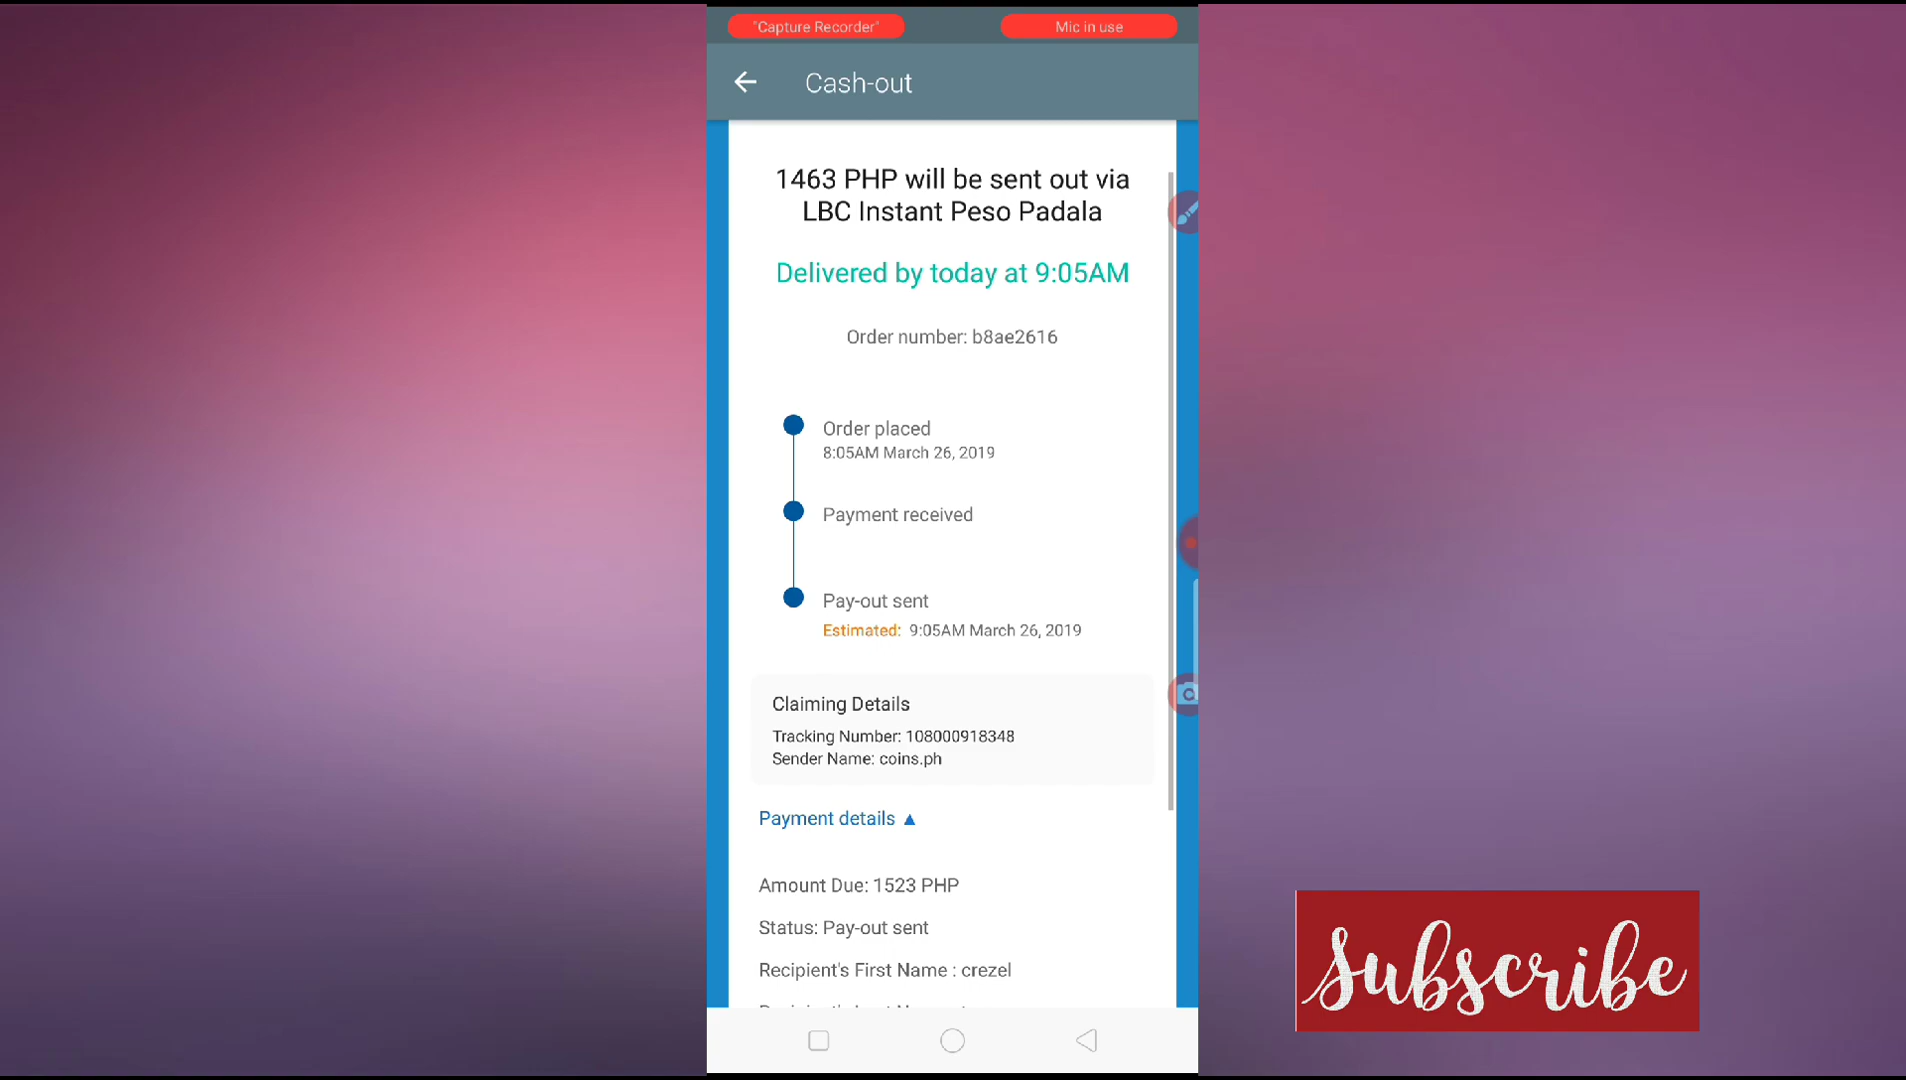 "Capture Recorder"
Mic in use
Cash-out
1463 PHP will be sent out via
LBC Instant Peso Padala
Delivered by today at 9:05AM
Order number: b8ae2616
Order placed
8:05AM March 26, 2019
Payment received
Pay-out sent
Estimated: 9:05AM March 26, 2019
Claiming Details
Tracking Number: 108000918348
Sender Name: coins.ph
Payment details ▲
Amount Due: 1523 PHP
Status: Pay-out sent
Recipient's First Name : crezel
Subscribe